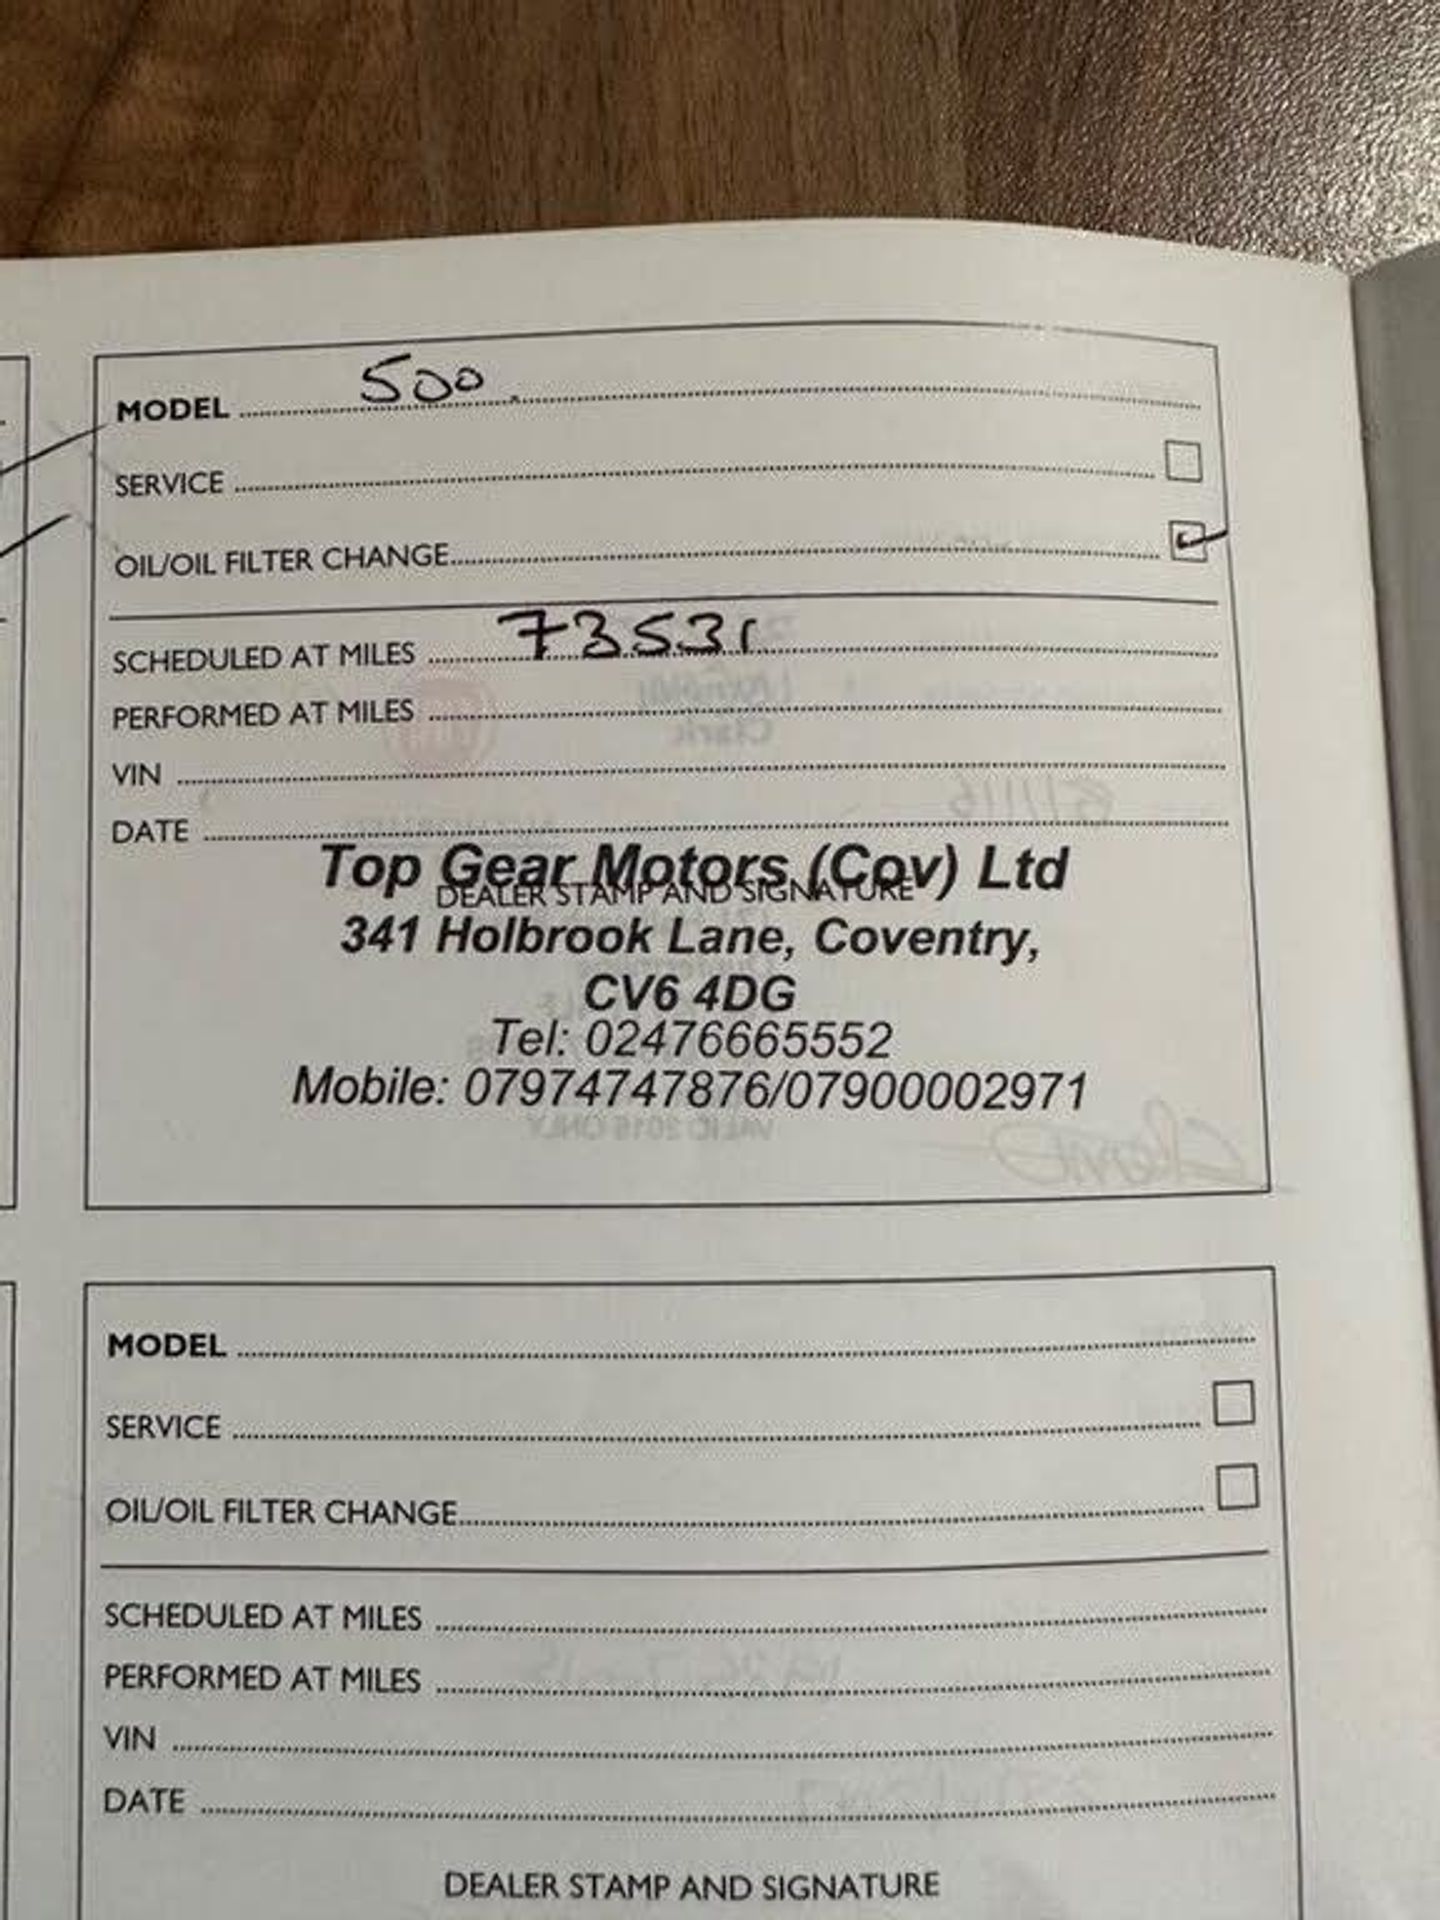 MODEL 500.
SERVICE
OIL/OIL FILTER CHANGE
SCHEDULED AT MILES 73531
PERFORMED AT MILES
VIN
DATE
Top Gear Motors (Cov) Ltd
DEALER STAMP AND SIGNATURE
341 Holbrook Lane, Coventry,
CV6 4DG
Tel: 02476665552
Mobile: 07974747876/07900002971
MODEL
SERVICE
OIL/OIL FILTER CHANGE
SCHEDULED AT MILES
PERFORMED AT MILES
VIN
DATE
DEALER STAMP AND SIGNATURE